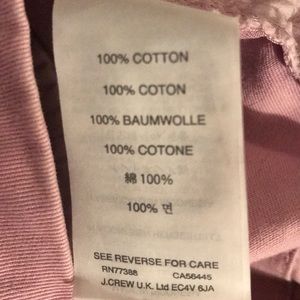 100% COTTON
100% COTON
100% BAUMWOLLE
100% COTONE
綿 100%
100% 면
SEE REVERSE FOR CARE
RN77388 CA56445
J.CREW U.K. Ltd EC4V 6JA